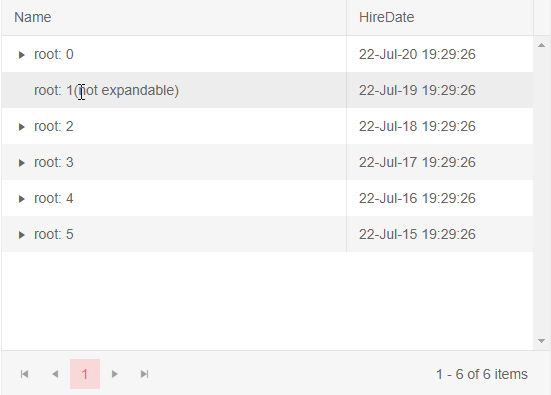 Name HireDate
root: 0 22-Jul-20 19:29:26
root: 1(not expandable) 22-Jul-19 19:29:26
root: 2 22-Jul-18 19:29:26
root: 3 22-Jul-17 19:29:26
root: 4 22-Jul-16 19:29:26
root: 5 22-Jul-15 19:29:26
1 1 - 6 of 6 items